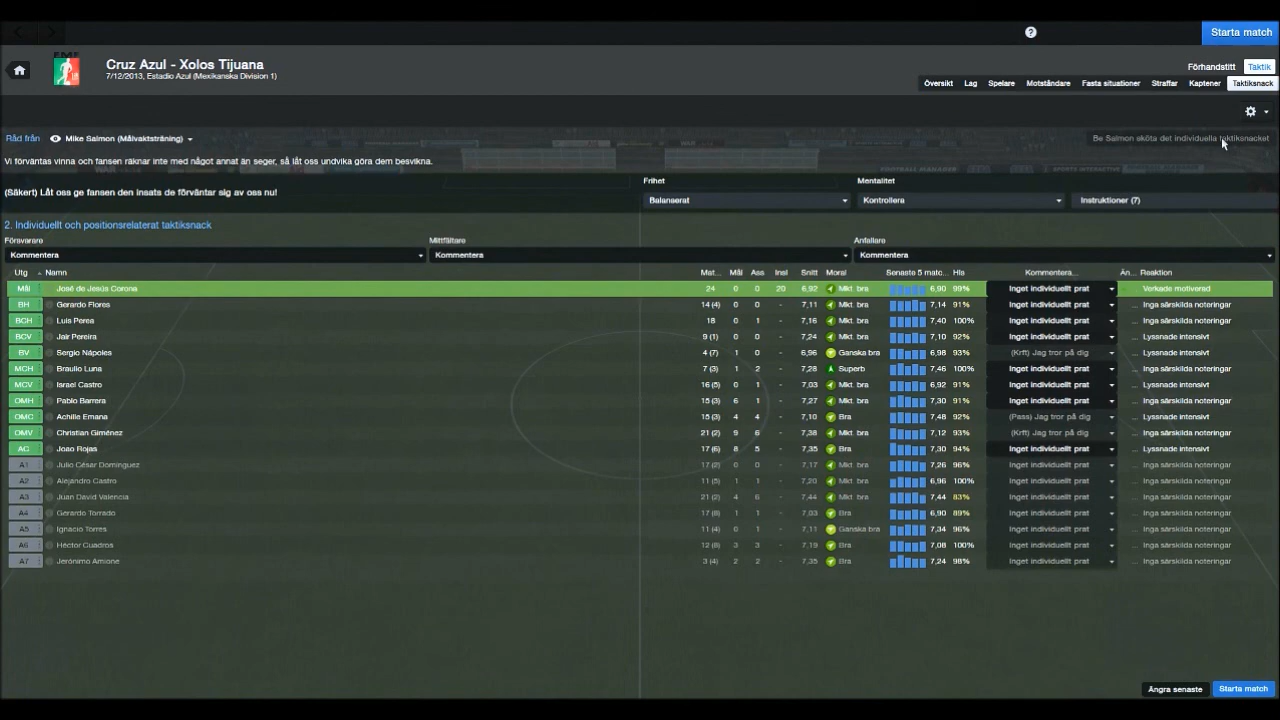 Starta match
Cruz Azul - Xolos Tijuana
7/12/2013, Estadio Azul (Mexikanska Division 1)
Förhandstitt Taktik
Översikt Lag Spelare Motståndare Fasta situationer Straffar Kaptener Taktiksnack
Råd från Mike Salmon (Målvaktsträning)
Be Salmon sköta det individuella taktiksnacket
Vi förväntas vinna och fansen räknar inte med något annat än seger, så låt oss undvika göra dem besvikna.
Frihet Mentalitet
(Säkert) Låt oss ge fansen den insats de förväntar sig av oss nu!
Balanserat Kontrollera Instruktioner (7)
2. Individuellt och positionsrelaterat taktiksnack
Försvarare Mittfältare Anfallare
Kommentera Kommentera Kommentera
Utg Namn Mat... Mål Ass Insl Snitt Moral Senaste 5 matc... Hls Kommentera... Än... Reaktion
Mål José de Jesús Corona 24 0 0 20 6,92 Mkt. bra 6,90 99% Inget individuellt prat Verkade motiverad
BH Gerardo Flores 14 (4) 0 0 - 7,11 Mkt. bra 7,14 91% Inget individuellt prat ... Inga särskilda noteringar
BCH Luis Perea 18 0 1 - 7,16 Mkt. bra 7,40 100% Inget individuellt prat ... Inga särskilda noteringar
BCV Jair Pereira 9 (1) 0 0 - 7,24 Mkt. bra 7,10 92% Inget individuellt prat ... Lyssnade intensivt
BV Sergio Nápoles 4 (7) 1 0 - 6,96 Ganska bra 6,98 93% (Krft) Jag tror på dig ... Inga särskilda noteringar
MCH Braulio Luna 7 (3) 1 2 - 7,28 Superb 7,46 100% Inget individuellt prat ... Inga särskilda noteringar
MCV Israel Castro 16 (5) 0 1 - 7,03 Mkt. bra 6,92 91% Inget individuellt prat ... Lyssnade intensivt
OMH Pablo Barrera 15 (3) 6 1 - 7,27 Mkt. bra 7,30 91% Inget individuellt prat ... Inga särskilda noteringar
OMC Achille Emana 15 (3) 4 4 - 7,10 Bra 7,48 92% (Pass) Jag tror på dig ... Lyssnade intensivt
OMV Christian Giménez 21 (2) 9 6 - 7,38 Mkt. bra 7,12 93% (Krft) Jag tror på dig ... Inga särskilda noteringar
AC Joao Rojas 17 (6) 8 5 - 7,35 Bra 7,30 94% Inget individuellt prat ... Lyssnade intensivt
A1 Julio César Domínguez 17 (2) 0 0 - 7,17 Mkt. bra 7,26 96% Inget individuellt prat ... Inga särskilda noteringar
A2 Alejandro Castro 11 (5) 1 1 - 7,20 Mkt. bra 6,96 100% Inget individuellt prat ... Inga särskilda noteringar
A3 Juan David Valencia 21 (2) 4 6 - 7,44 Mkt. bra 7,44 83% Inget individuellt prat ... Inga särskilda noteringar
A4 Gerardo Torrado 17 (8) 1 1 - 7,03 Bra 6,90 89% Inget individuellt prat ... Inga särskilda noteringar
A5 Ignacio Torres 11 (4) 0 1 - 7,11 Ganska bra 7,34 96% Inget individuellt prat ... Inga särskilda noteringar
A6 Héctor Cuadros 12 (8) 3 3 - 7,19 Bra 7,08 100% Inget individuellt prat ... Inga särskilda noteringar
A7 Jerónimo Amione 3 (4) 2 2 - 7,35 Bra 7,24 98% Inget individuellt prat ... Inga särskilda noteringar
Ångra senaste Starta match